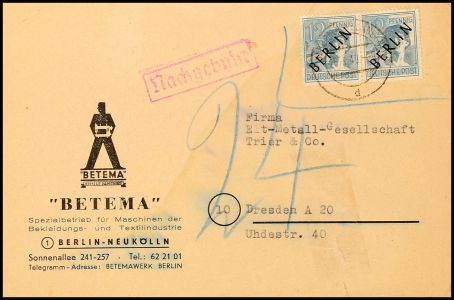 12 PFENNIG 12 PFENNIG
BERLIN BERLIN
DEUTSCHE POST DEUTSCHE POST
d
Nachgebühr
24
Firma
Ezt-Metall-Gesellschaft
Trier & Co.
10 Dresden A 20
Uhdestr. 40
BETEMA
"BETEMA"
Spezialbetrieb für Maschinen der
Bekleidungs- und Textilindustrie
1 BERLIN-NEUKÖLLN
Sonnenallee 241-257 · Tel.: 62 21 01
Telegramm-Adresse: BETEMAWERK BERLIN